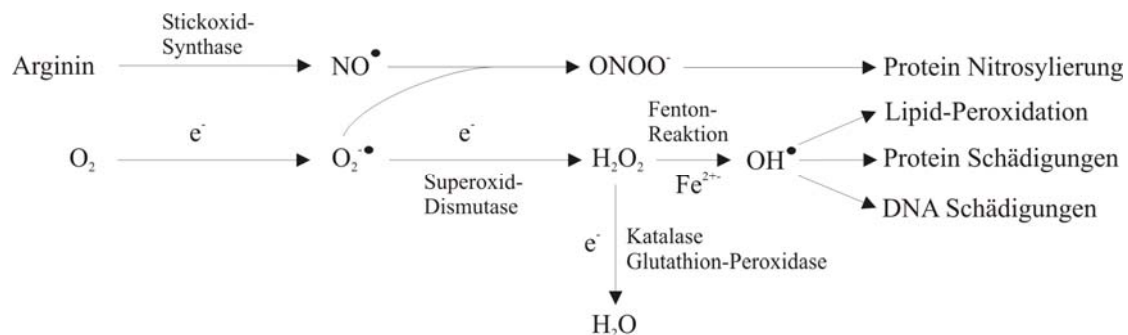 Stickoxid-
Synthase
Arginin NO• ONOO⁻ Protein Nitrosylierung
Fenton-
Reaktion
Lipid-Peroxidation
e⁻ e⁻
O₂ O₂⁻• H₂O₂ OH• Protein Schädigungen
Superoxid-
Dismutase
Fe²⁺⁻
DNA Schädigungen
e⁻ Katalase
Glutathion-Peroxidase
H₂O